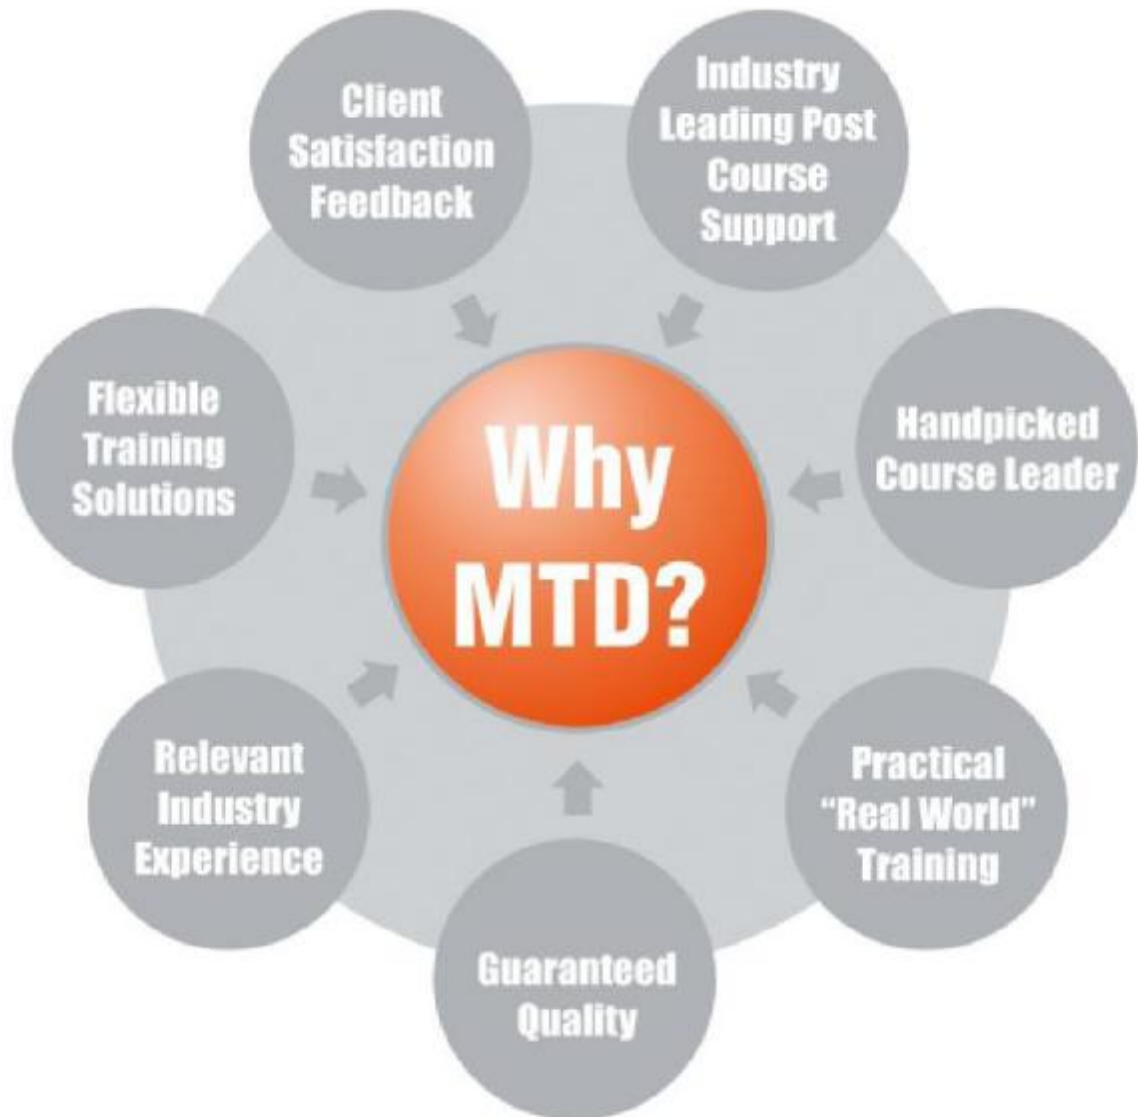 Client
Satisfaction
Feedback
Industry
Leading Post
Course
Support
Flexible
Training
Solutions
Why
MTD?
Handpicked
Course Leader
Relevant
Industry
Experience
Practical
“Real World”
Training
Guaranteed
Quality